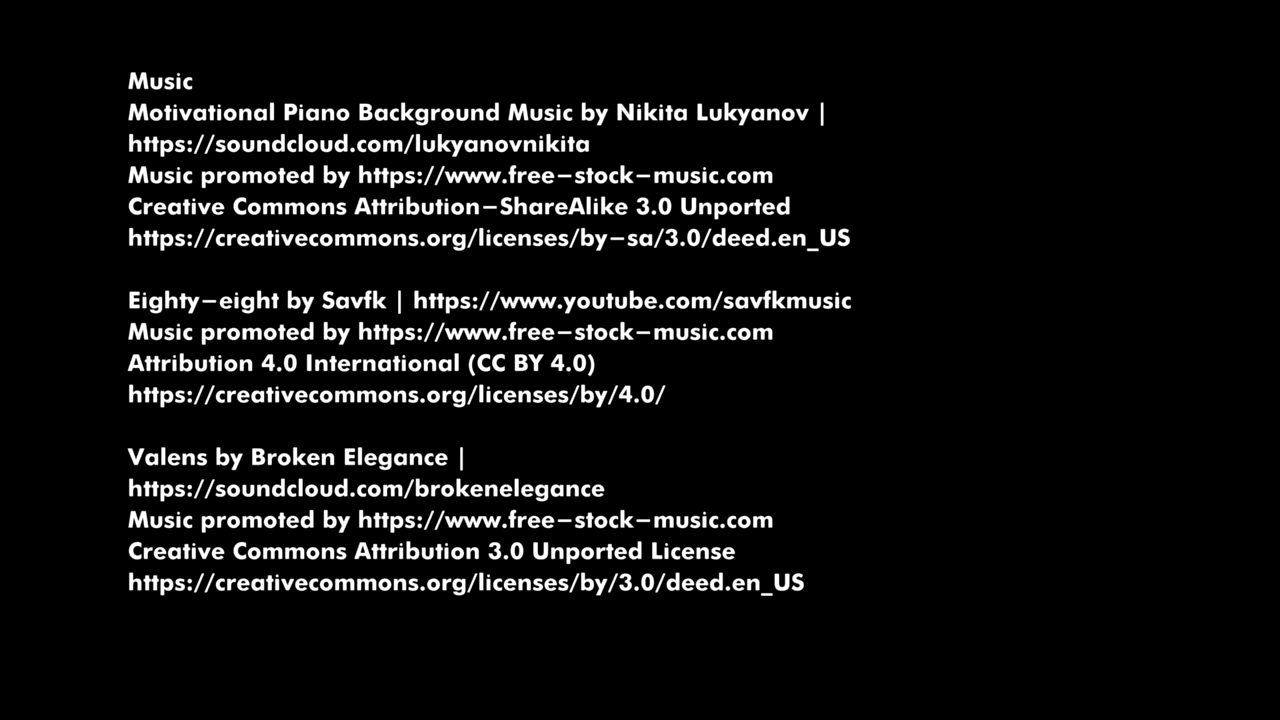 Music
Motivational Piano Background Music by Nikita Lukyanov |
https://soundcloud.com/lukyanovnikita
Music promoted by https://www.free-stock-music.com
Creative Commons Attribution-ShareAlike 3.0 Unported
https://creativecommons.org/licenses/by-sa/3.0/deed.en_US
Eighty-eight by Savfk | https://www.youtube.com/savfkmusic
Music promoted by https://www.free-stock-music.com
Attribution 4.0 International (CC BY 4.0)
https://creativecommons.org/licenses/by/4.0/
Valens by Broken Elegance |
https://soundcloud.com/brokenelegance
Music promoted by https://www.free-stock-music.com
Creative Commons Attribution 3.0 Unported License
https://creativecommons.org/licenses/by/3.0/deed.en_US